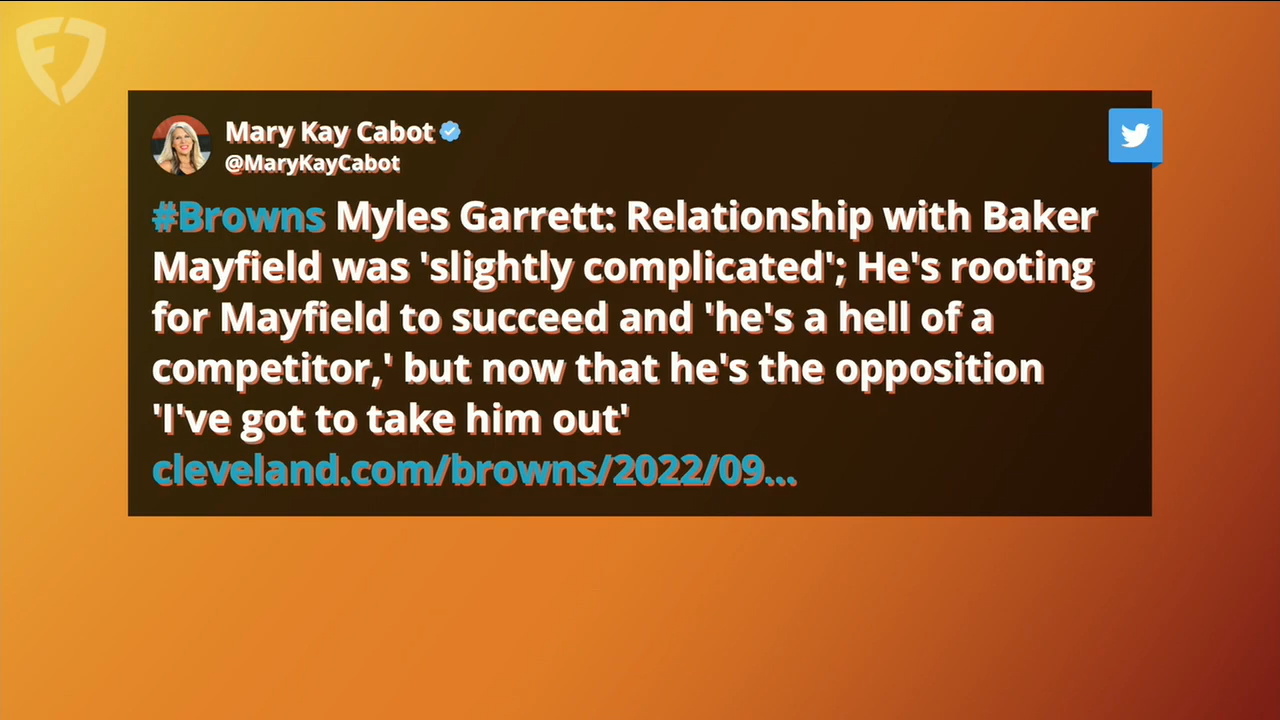 Mary Kay Cabot
@MaryKayCabot
#Browns Myles Garrett: Relationship with Baker
Mayfield was 'slightly complicated'; He's rooting
for Mayfield to succeed and 'he's a hell of a
competitor,' but now that he's the opposition
'I've got to take him out'
cleveland.com/browns/2022/09...